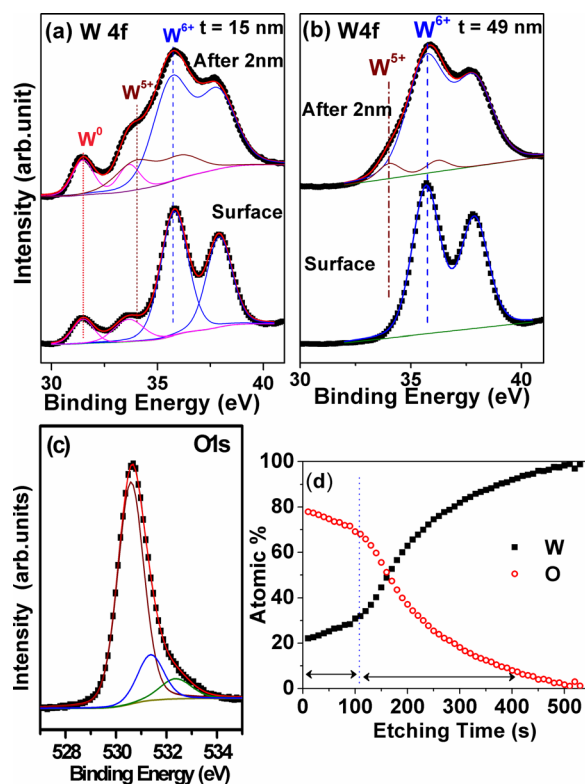 (a) W 4f
W⁶⁺
t = 15 nm
After 2nm
W⁵⁺
W⁰
Surface
30 35 40
Binding Energy (eV)
Intensity (arb.unit)
(b) W4f
W⁶⁺
t = 49 nm
W⁵⁺
After 2nm
Surface
30 35 40
Binding Energy (eV)
(c) O1s
528 530 532 534
Binding Energy (eV)
Intensity (arb.units)
(d)
W
O
100
80
60
40
20
0
0 100 200 300 400 500
Etching Time (s)
Atomic %